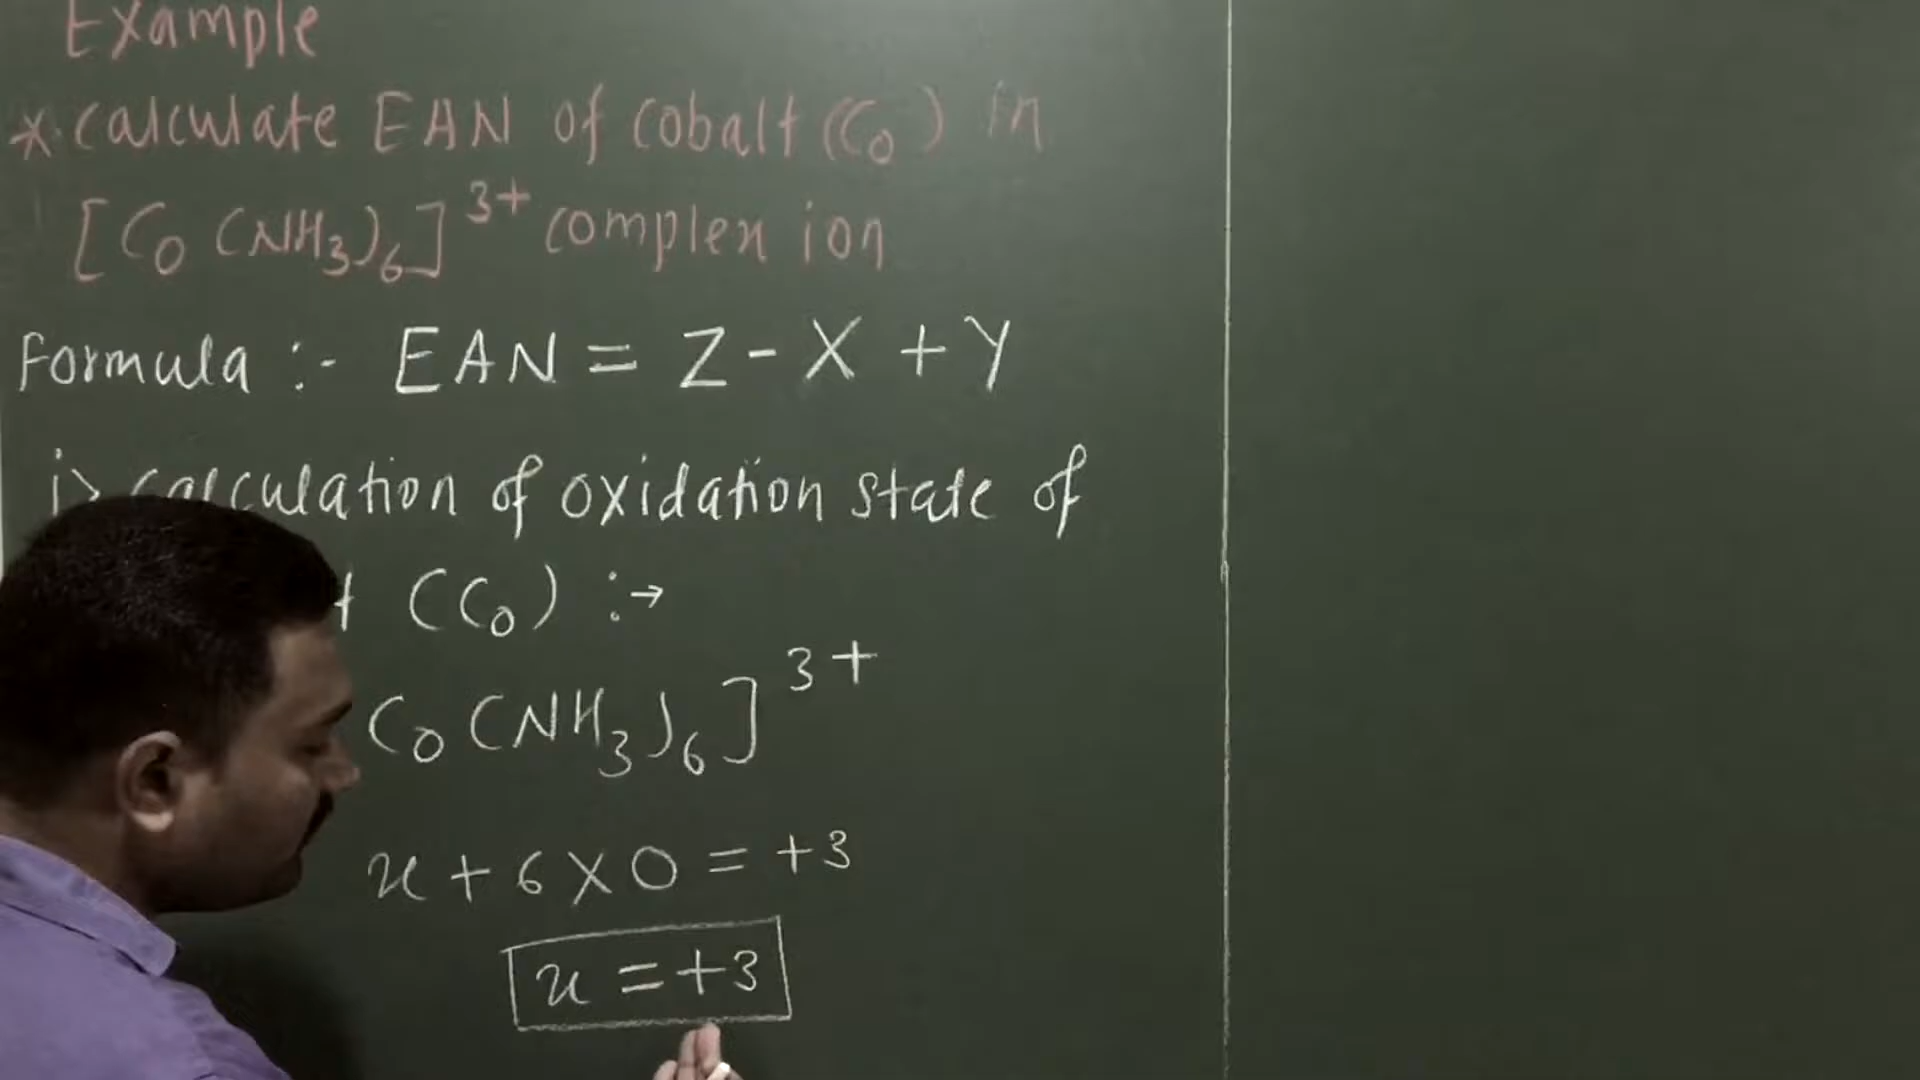 Example
* calculate EAN of cobalt (Co) in
[Co (NH3)6]3+ complex ion
Formula :- EAN = Z - X + Y
i> calculation of oxidation state of
(Co) :→
Co (NH3)6]3+
x + 6 × 0 = +3
x = +3